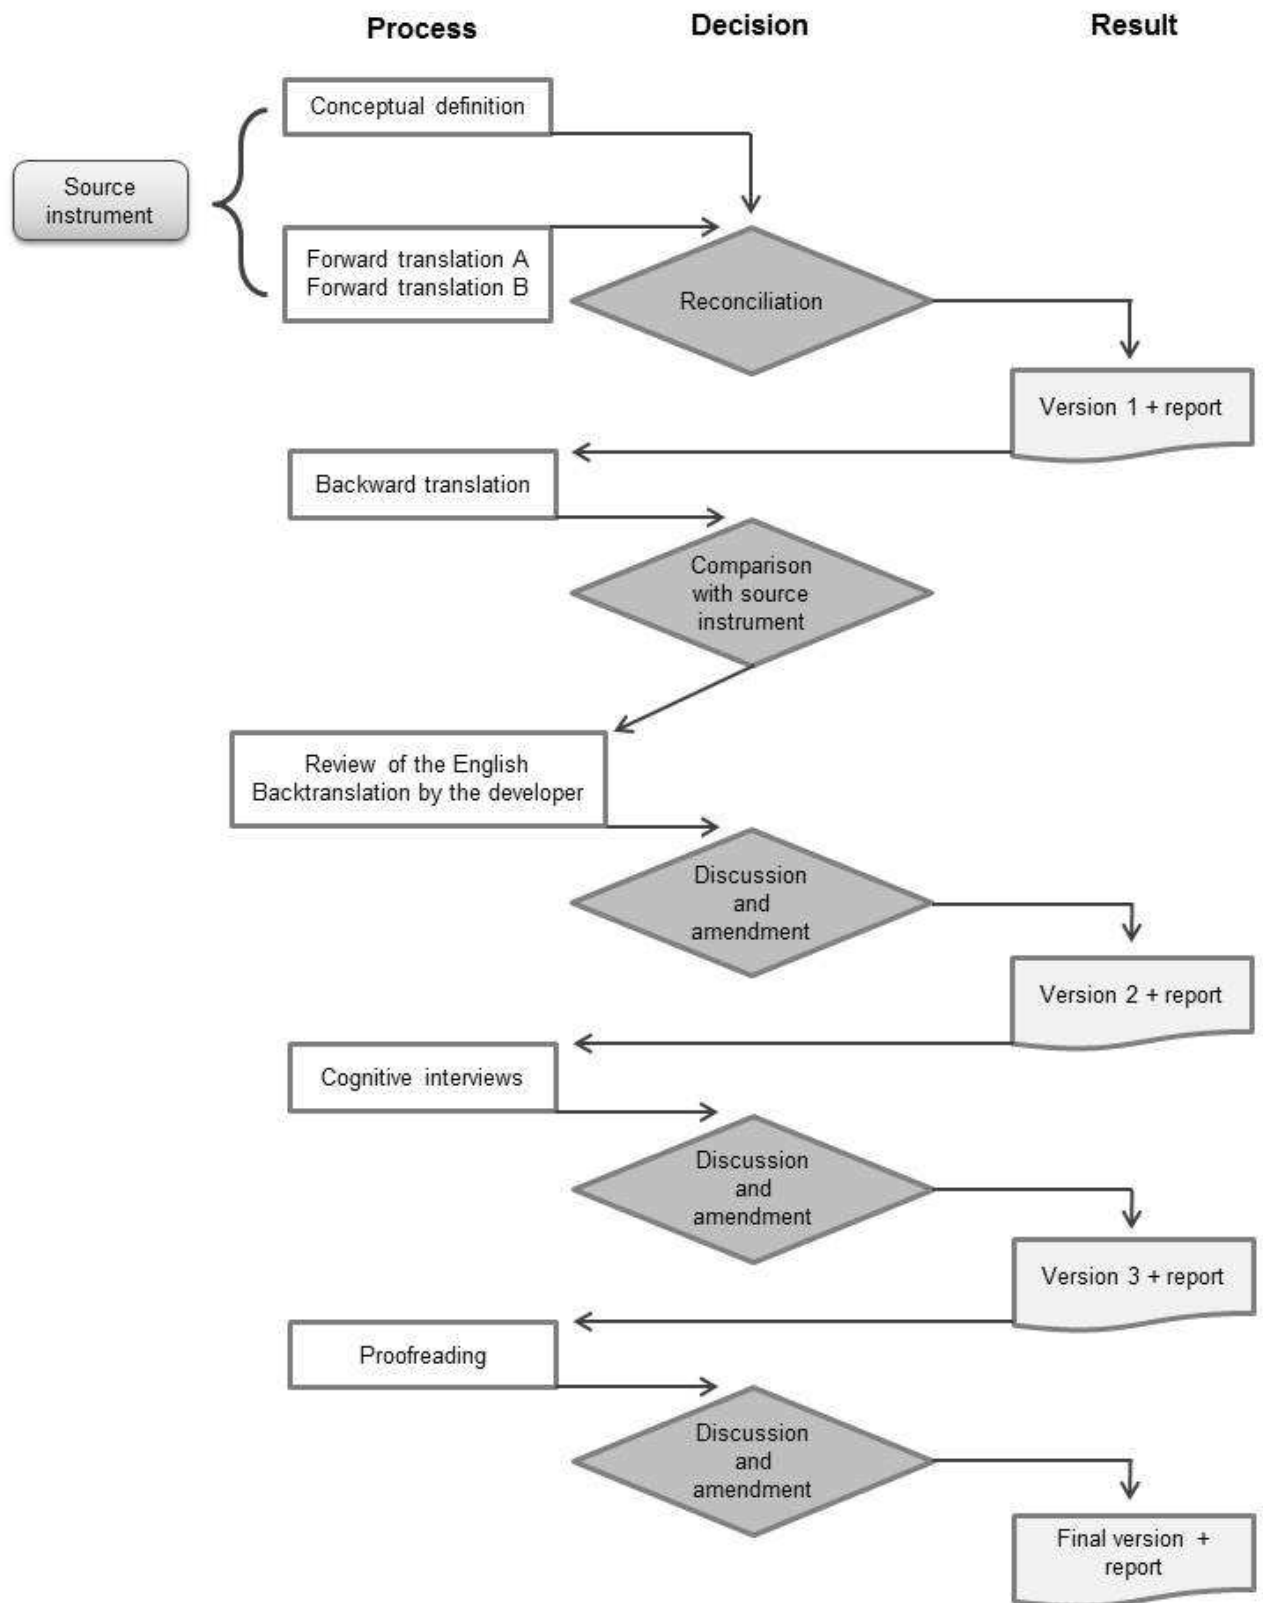 Process
Decision
Result
Conceptual definition
Source
instrument
Forward translation A
Forward translation B
Reconciliation
Version 1 + report
Backward translation
Comparison
with source
instrument
Review of the English
Backtranslation by the developer
Discussion
and
amendment
Version 2 + report
Cognitive interviews
Discussion
and
amendment
Version 3 + report
Proofreading
Discussion
and
amendment
Final version +
report